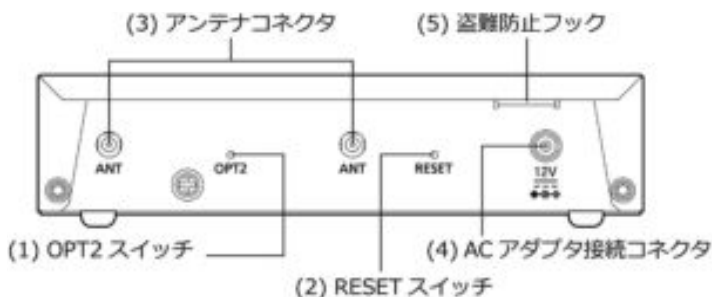 (3) アンテナコネクタ
(5) 盗難防止フック
ANT
OPT2
ANT
RESET
12V
(1) OPT2 スイッチ
(4) AC アダプタ接続コネクタ
(2) RESET スイッチ